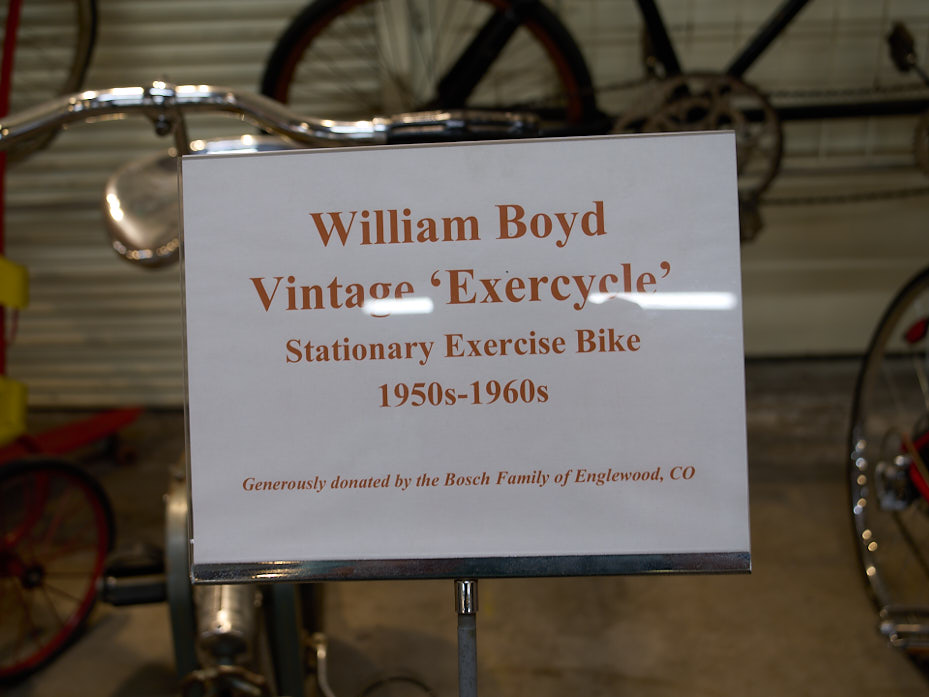 William Boyd
Vintage ‘Exercycle’
Stationary Exercise Bike
1950s-1960s
Generously donated by the Bosch Family of Englewood, CO